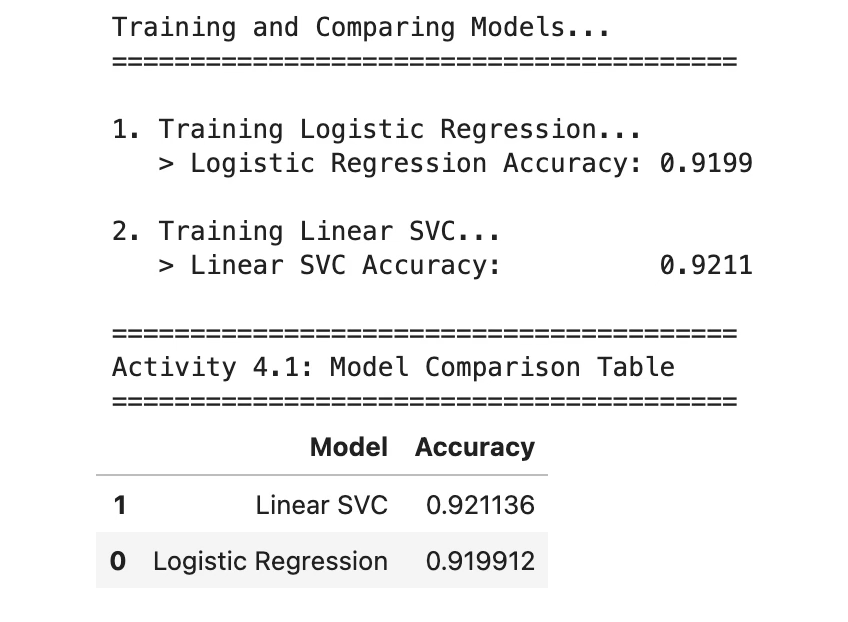 Training and Comparing Models...
========================================
1. Training Logistic Regression...
> Logistic Regression Accuracy: 0.9199
2. Training Linear SVC...
> Linear SVC Accuracy:          0.9211
========================================
Activity 4.1: Model Comparison Table
========================================
Model Accuracy
1 Linear SVC 0.921136
0 Logistic Regression 0.919912